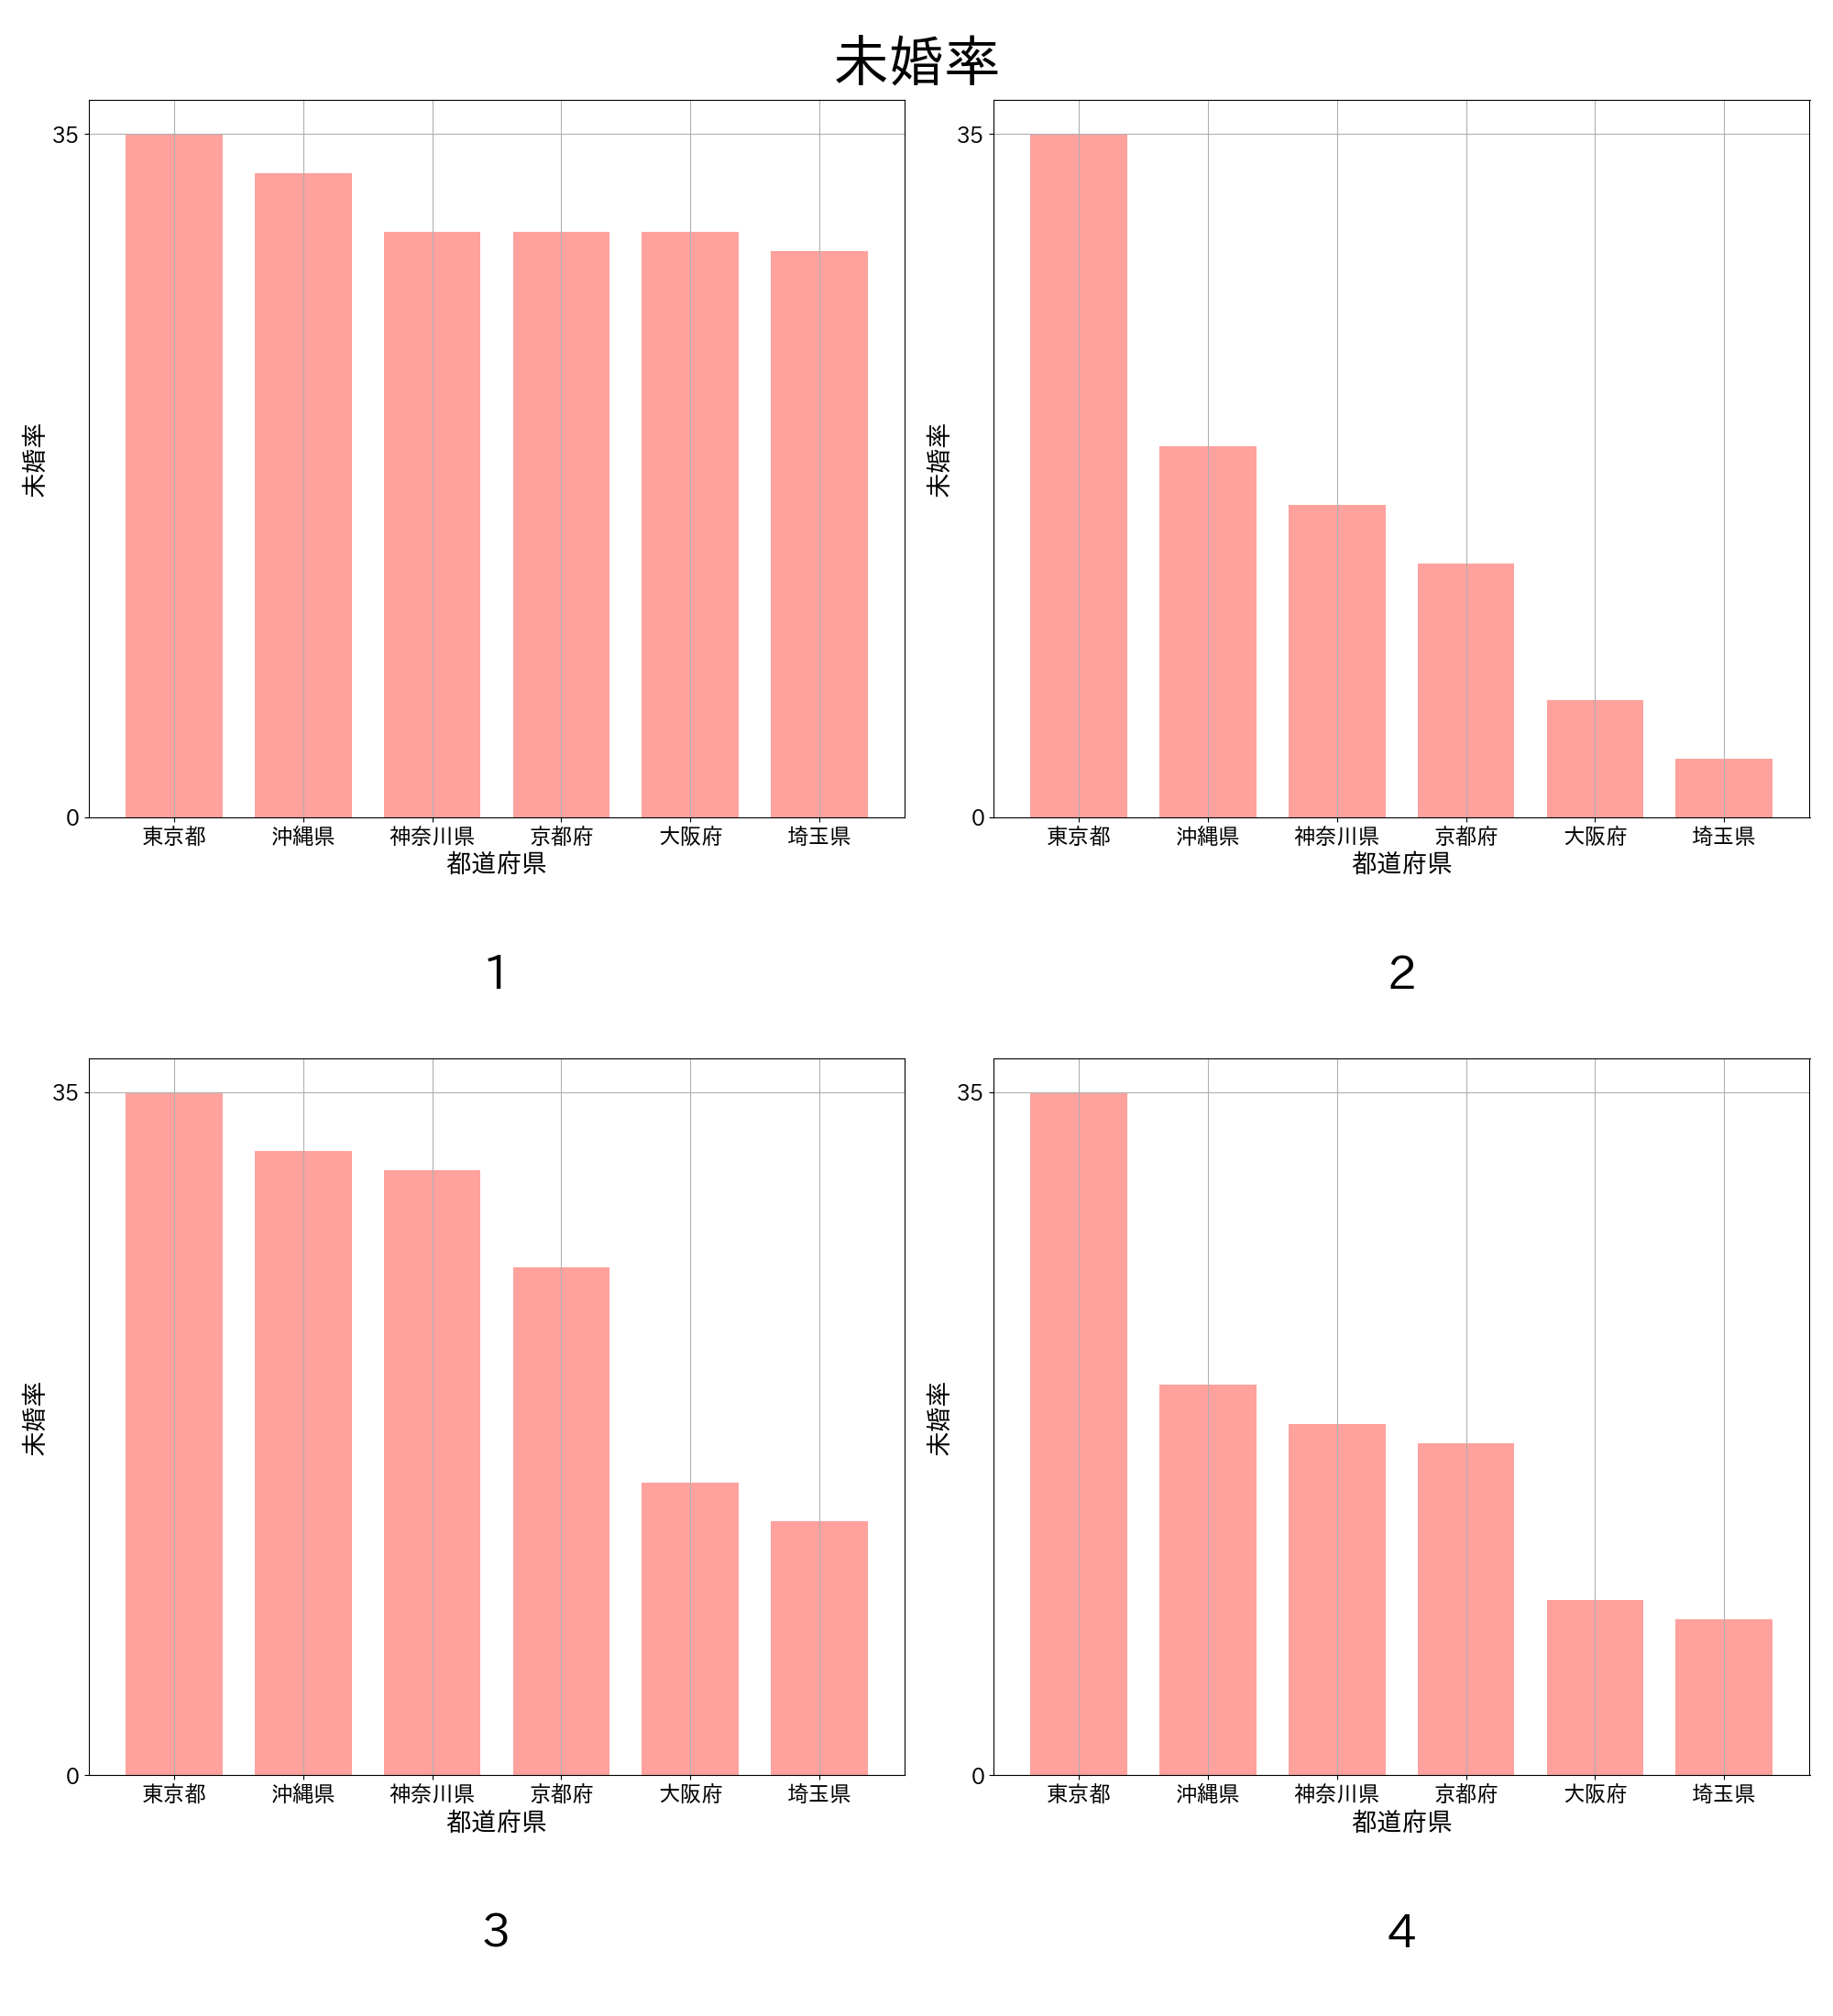 未婚率
35
0
未婚率
東京都 沖縄県 神奈川県 京都府 大阪府 埼玉県
都道府県
1
35
0
未婚率
東京都 沖縄県 神奈川県 京都府 大阪府 埼玉県
都道府県
2
35
0
未婚率
東京都 沖縄県 神奈川県 京都府 大阪府 埼玉県
都道府県
3
35
0
未婚率
東京都 沖縄県 神奈川県 京都府 大阪府 埼玉県
都道府県
4